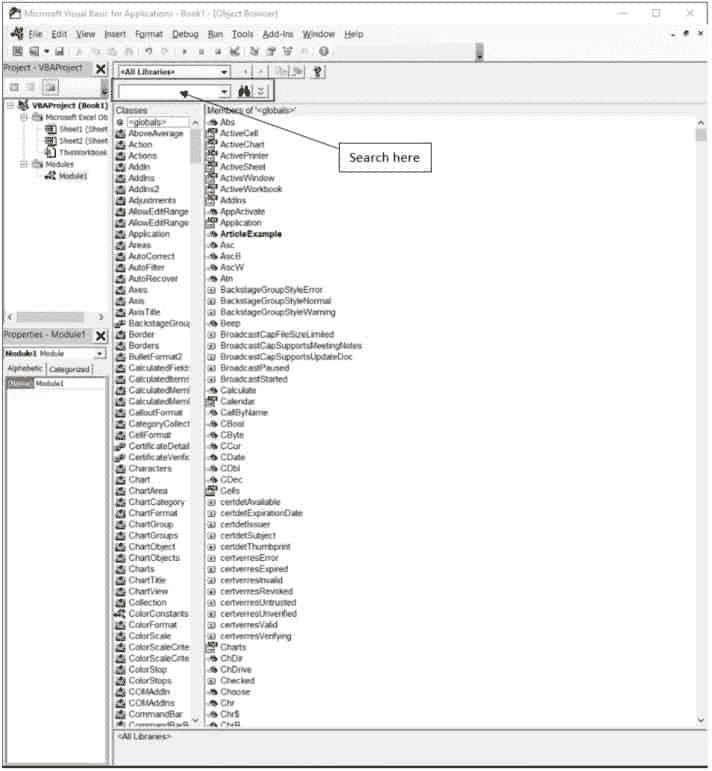 Microsoft Visual Basic for Applications - Book1 - [Object Browser]
File Edit View Insert Format Debug Run Tools Add-Ins Window Help
Project - VBAProject
<All Libraries>
VBAProject (Book1)
Microsoft Excel Ob
Sheet1 (Sheet
Sheet2 (Sheet
ThisWorkbook
Modules
Module1
Properties - Module1
Module1 Module
Alphabetic Categorized
(Name) Module1
Search here
Classes
<globals>
AboveAverage
Action
Actions
AddIn
AddIns
AddIns2
Adjustments
AllowEditRange
AllowEditRange
Application
Areas
AutoCorrect
AutoFilter
AutoRecover
Axes
Axis
AxisTitle
BackstageGrou
Border
Borders
BulletFormat2
CalculatedFields
CalculatedItems
CalculatedMem
CalculatedMem
CalloutFormat
CategoryCollect
CellFormat
CertificateDetail
CertificateVerific
Characters
Chart
ChartArea
ChartCategory
ChartFormat
ChartGroup
ChartGroups
ChartObject
ChartObjects
Charts
ChartTitle
ChartView
Collection
ColorConstants
ColorFormat
ColorScale
ColorScaleCrite
ColorScaleCrite
ColorStop
ColorStops
COMAddIn
COMAddIns
CommandBar
CommandBarB
Members of '<globals>'
Abs
ActiveCell
ActiveChart
ActivePrinter
ActiveSheet
ActiveWindow
ActiveWorkbook
AddIns
AppActivate
Application
ArticleExample
Asc
AscB
AscW
Atn
BackstageGroupStyleError
BackstageGroupStyleNormal
BackstageGroupStyleWarning
Beep
BroadcastCapFileSizeLimited
BroadcastCapSupportsMeetingNotes
BroadcastCapSupportsUpdateDoc
BroadcastPaused
BroadcastStarted
Calculate
Calendar
CallByName
CBool
CByte
CCur
CDate
CDbl
CDec
Cells
certdetAvailable
certdetExpirationDate
certdetIssuer
certdetSubject
certdetThumbprint
certverresError
certverresExpired
certverresInvalid
certverresRevoked
certverresUntrusted
certverresUnverified
certverresValid
certverresVerifying
Charts
ChDir
ChDrive
Checked
Choose
Chr
Chr$
ChrB
<All Libraries>